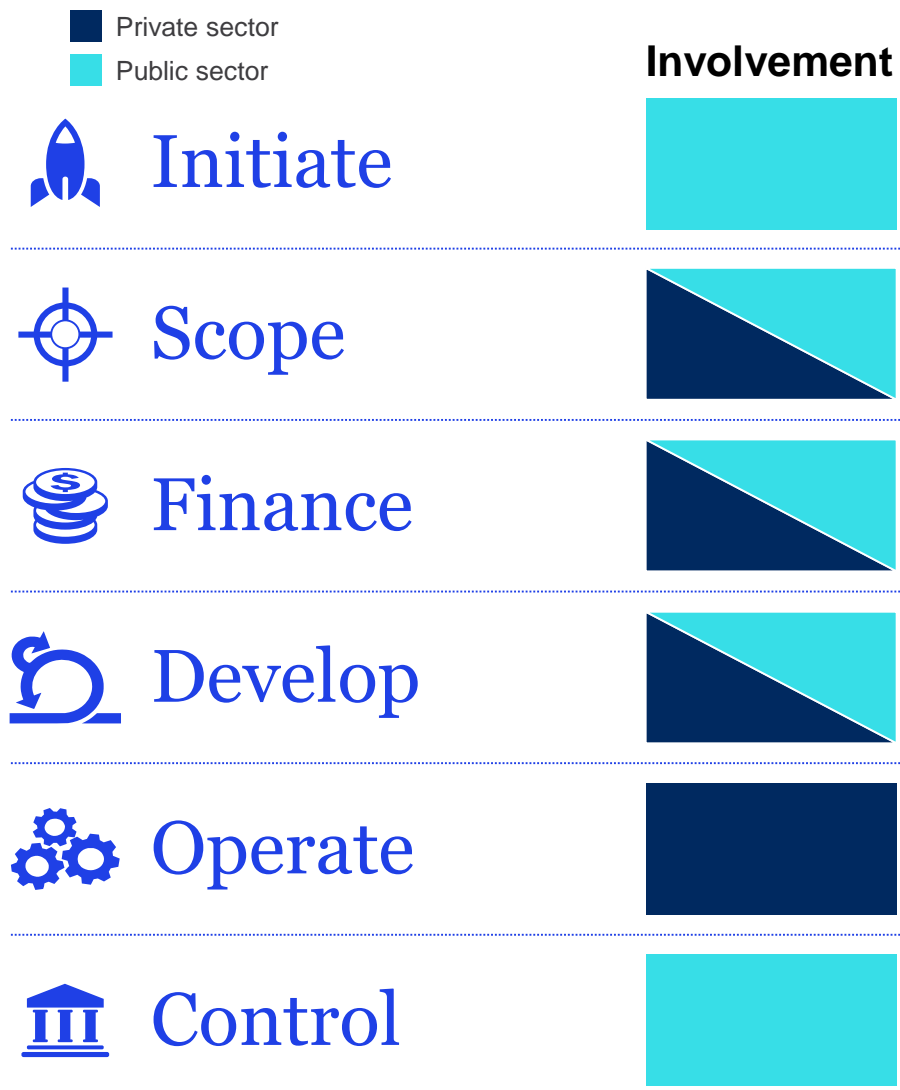 Private sector
Public sector
Involvement
Initiate
Scope
$
Finance
Develop
Operate
Control